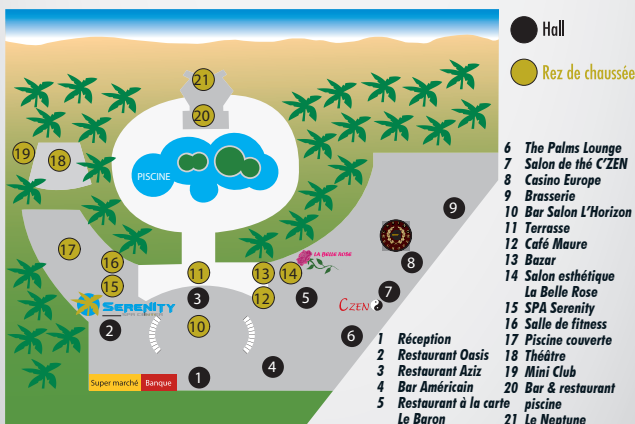 Hall
Rez de chaussée
21
20
19
18
PISCINE
17
16
15
11
13
14
LA BELLE ROSE
12
10
3
5
SERENITY
2
CZEN
7
8
9
6
4
1
Super marché
Banque
1 Réception
2 Restaurant Oasis
3 Restaurant Aziz
4 Bar Américain
5 Restaurant à la carte
Le Baron
6 The Palms Lounge
7 Salon de thé C'ZEN
8 Casino Europe
9 Brasserie
10 Bar Salon L'Horizon
11 Terrasse
12 Café Maure
13 Bazar
14 Salon esthétique
La Belle Rose
15 SPA Serenity
16 Salle de fitness
17 Piscine couverte
18 Théâtre
19 Mini Club
20 Bar & restaurant
piscine
21 Le Neptune